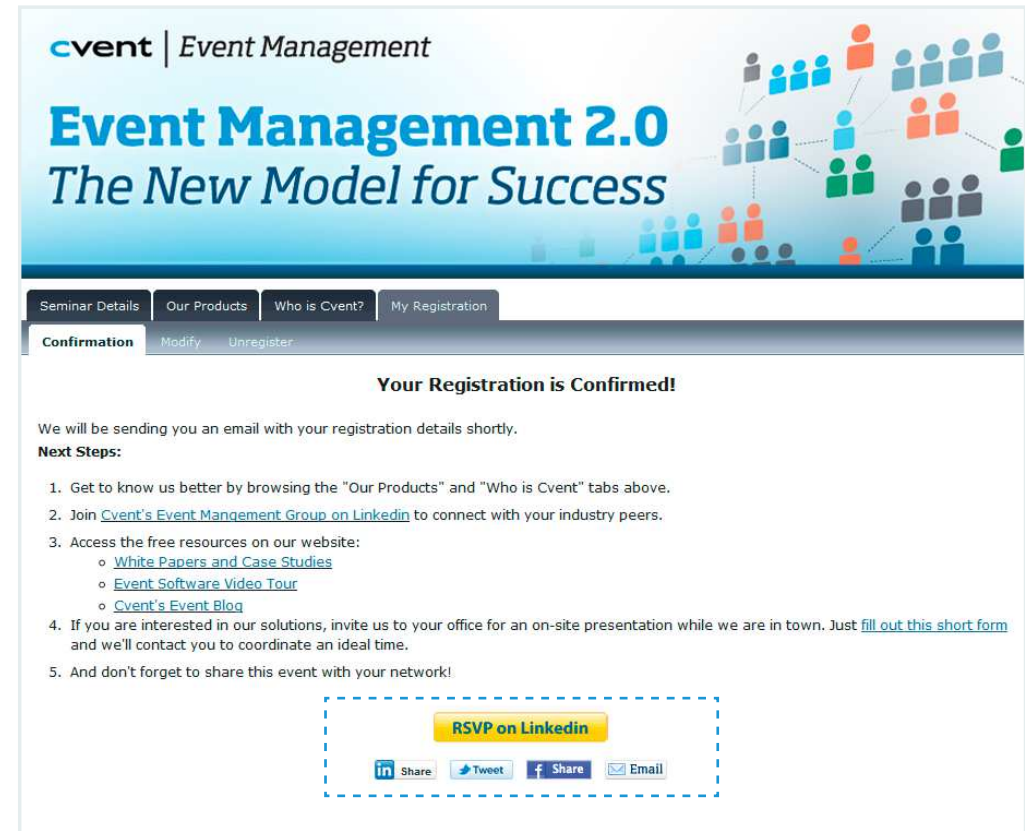 cvent | Event Management
Event Management 2.0
The New Model for Success
Seminar Details Our Products Who is Cvent? My Registration
Confirmation Modify Unregister
Your Registration is Confirmed!
We will be sending you an email with your registration details shortly.
Next Steps:
1. Get to know us better by browsing the "Our Products" and "Who is Cvent" tabs above.
2. Join Cvent's Event Mangement Group on Linkedin to connect with your industry peers.
3. Access the free resources on our website:
White Papers and Case Studies
Event Software Video Tour
Cvent's Event Blog
4. If you are interested in our solutions, invite us to your office for an on-site presentation while we are in town. Just fill out this short form
and we'll contact you to coordinate an ideal time.
5. And don't forget to share this event with your network!
RSVP on Linkedin
in Share Tweet f Share Email